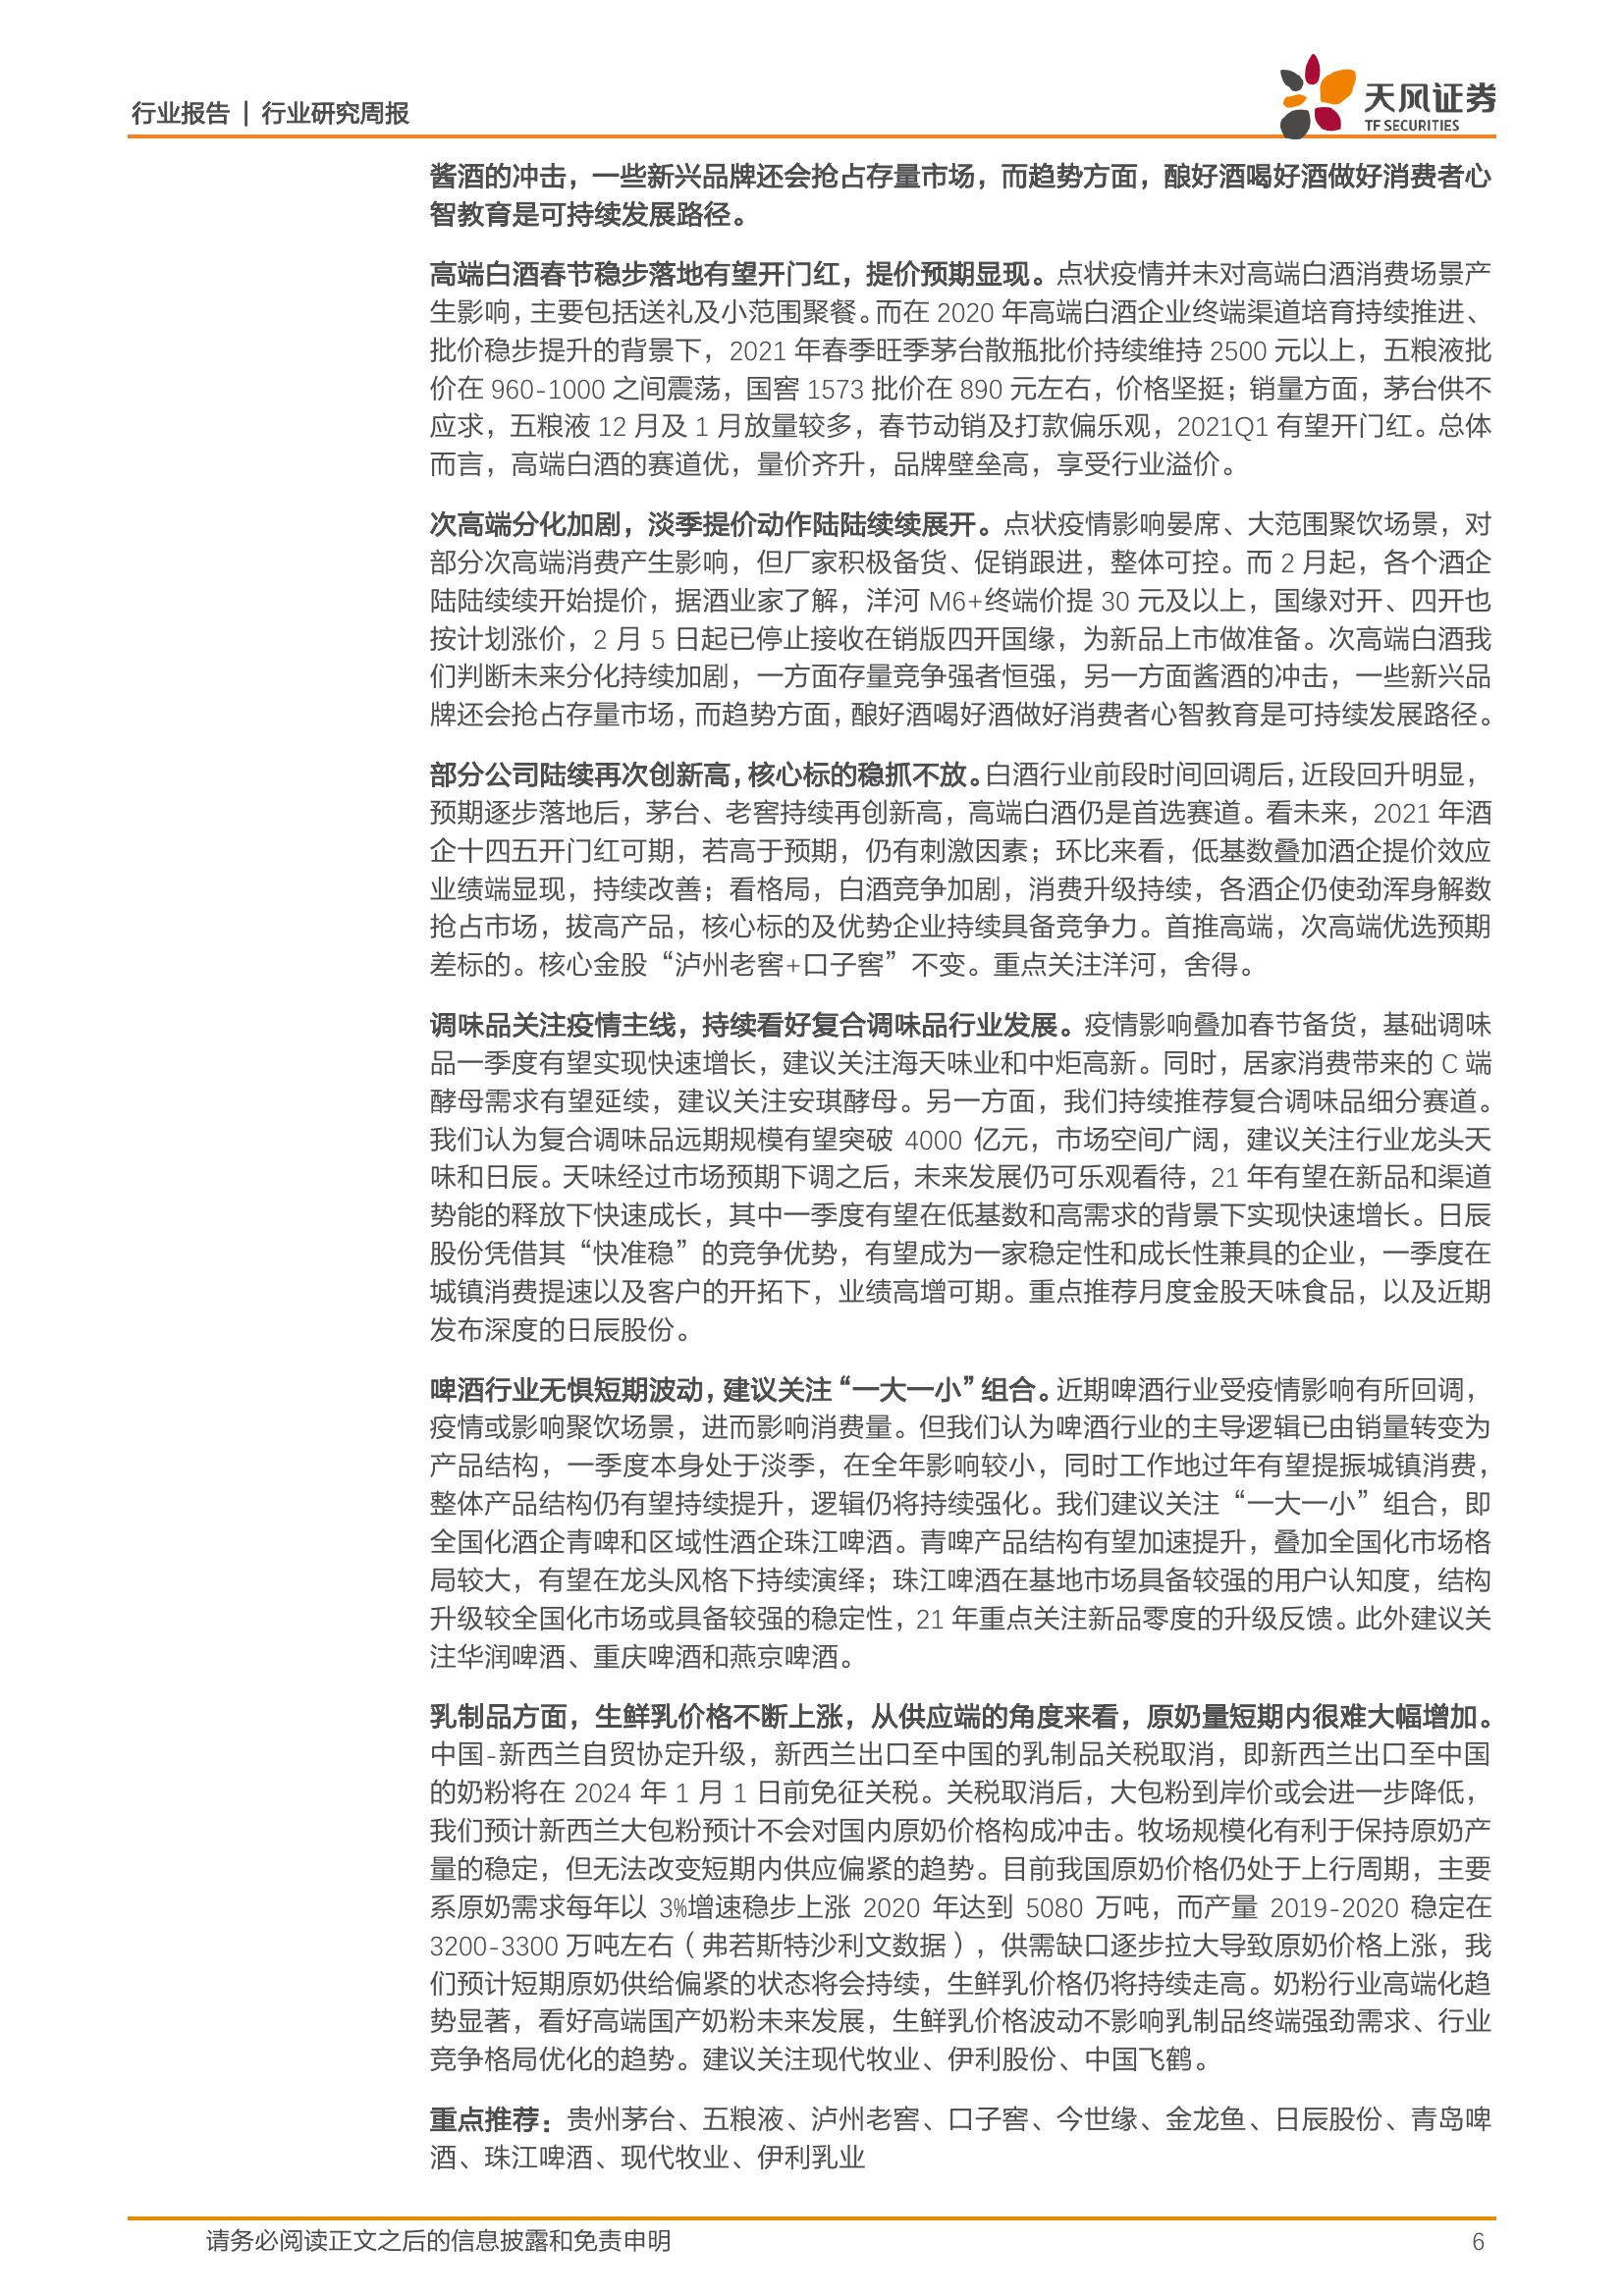 行业报告 | 行业研究周报
天风证券
TF SECURITIES
酱酒的冲击，一些新兴品牌还会抢占存量市场，而趋势方面，酿好酒喝好酒做好消费者心
智教育是可持续发展路径。
高端白酒春节稳步落地有望开门红，提价预期显现。点状疫情并未对高端白酒消费场景产
生影响，主要包括送礼及小范围聚餐。而在 2020 年高端白酒企业终端渠道培育持续推进、
批价稳步提升的背景下，2021 年春季旺季茅台散瓶批价持续维持 2500 元以上，五粮液批
价在 960-1000 之间震荡，国窖 1573 批价在 890 元左右，价格坚挺；销量方面，茅台供不
应求，五粮液 12 月及 1 月放量较多，春节动销及打款偏乐观，2021Q1 有望开门红。总体
而言，高端白酒的赛道优，量价齐升，品牌壁垒高，享受行业溢价。
次高端分化加剧，淡季提价动作陆陆续续展开。点状疫情影响晏席、大范围聚饮场景，对
部分次高端消费产生影响，但厂家积极备货、促销跟进，整体可控。而 2 月起，各个酒企
陆陆续续开始提价，据酒业家了解，洋河 M6+终端价提 30 元及以上，国缘对开、四开也
按计划涨价，2 月 5 日起已停止接收在销版四开国缘，为新品上市做准备。次高端白酒我
们判断未来分化持续加剧，一方面存量竞争强者恒强，另一方面酱酒的冲击，一些新兴品
牌还会抢占存量市场，而趋势方面，酿好酒喝好酒做好消费者心智教育是可持续发展路径。
部分公司陆续再次创新高，核心标的稳抓不放。白酒行业前段时间回调后，近段回升明显，
预期逐步落地后，茅台、老窖持续再创新高，高端白酒仍是首选赛道。看未来，2021 年酒
企十四五开门红可期，若高于预期，仍有刺激因素；环比来看，低基数叠加酒企提价效应
业绩端显现，持续改善；看格局，白酒竞争加剧，消费升级持续，各酒企仍使劲浑身解数
抢占市场，拔高产品，核心标的及优势企业持续具备竞争力。首推高端，次高端优选预期
差标的。核心金股“泸州老窖+口子窖”不变。重点关注洋河，舍得。
调味品关注疫情主线，持续看好复合调味品行业发展。疫情影响叠加春节备货，基础调味
品一季度有望实现快速增长，建议关注海天味业和中炬高新。同时，居家消费带来的 C 端
酵母需求有望延续，建议关注安琪酵母。另一方面，我们持续推荐复合调味品细分赛道。
我们认为复合调味品远期规模有望突破 4000 亿元，市场空间广阔，建议关注行业龙头天
味和日辰。天味经过市场预期下调之后，未来发展仍可乐观看待，21 年有望在新品和渠道
势能的释放下快速成长，其中一季度有望在低基数和高需求的背景下实现快速增长。日辰
股份凭借其“快准稳”的竞争优势，有望成为一家稳定性和成长性兼具的企业，一季度在
城镇消费提速以及客户的开拓下，业绩高增可期。重点推荐月度金股天味食品，以及近期
发布深度的日辰股份。
啤酒行业无惧短期波动，建议关注“一大一小”组合。近期啤酒行业受疫情影响有所回调，
疫情或影响聚饮场景，进而影响消费量。但我们认为啤酒行业的主导逻辑已由销量转变为
产品结构，一季度本身处于淡季，在全年影响较小，同时工作地过年有望提振城镇消费，
整体产品结构仍有望持续提升，逻辑仍将持续强化。我们建议关注“一大一小”组合，即
全国化酒企青啤和区域性酒企珠江啤酒。青啤产品结构有望加速提升，叠加全国化市场格
局较大，有望在龙头风格下持续演绎；珠江啤酒在基地市场具备较强的用户认知度，结构
升级较全国化市场或具备较强的稳定性，21 年重点关注新品零度的升级反馈。此外建议关
注华润啤酒、重庆啤酒和燕京啤酒。
乳制品方面，生鲜乳价格不断上涨，从供应端的角度来看，原奶量短期内很难大幅增加。
中国-新西兰自贸协定升级，新西兰出口至中国的乳制品关税取消，即新西兰出口至中国
的奶粉将在 2024 年 1 月 1 日前免征关税。关税取消后，大包粉到岸价或会进一步降低，
我们预计新西兰大包粉预计不会对国内原奶价格构成冲击。牧场规模化有利于保持原奶产
量的稳定，但无法改变短期内供应偏紧的趋势。目前我国原奶价格仍处于上行周期，主要
系原奶需求每年以 3%增速稳步上涨 2020 年达到 5080 万吨，而产量 2019-2020 稳定在
3200-3300 万吨左右（弗若斯特沙利文数据），供需缺口逐步拉大导致原奶价格上涨，我
们预计短期原奶供给偏紧的状态将会持续，生鲜乳价格仍将持续走高。奶粉行业高端化趋
势显著，看好高端国产奶粉未来发展，生鲜乳价格波动不影响乳制品终端强劲需求、行业
竞争格局优化的趋势。建议关注现代牧业、伊利股份、中国飞鹤。
重点推荐：贵州茅台、五粮液、泸州老窖、口子窖、今世缘、金龙鱼、日辰股份、青岛啤
酒、珠江啤酒、现代牧业、伊利乳业
请务必阅读正文之后的信息披露和免责申明
6